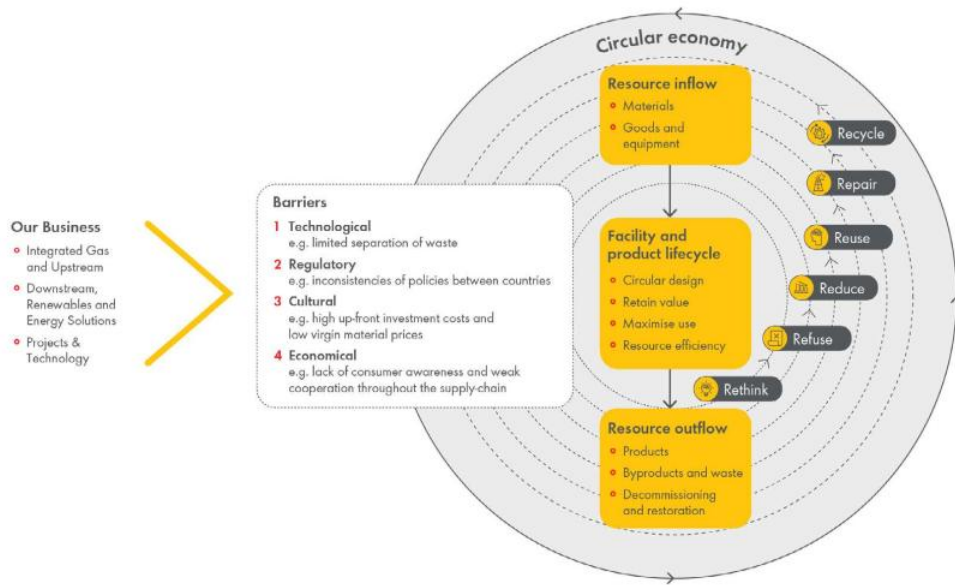 Circular economy
Resource inflow
Materials
Goods and
equipment
Recycle
Repair
Reuse
Reduce
Refuse
Rethink
Facility and
product lifecycle
Circular design
Retain value
Maximise use
Resource efficiency
Resource outflow
Products
Byproducts and waste
Decommissioning
and restoration
Barriers
1 Technological
e.g. limited separation of waste
2 Regulatory
e.g. inconsistencies of policies between countries
3 Cultural
e.g. high up-front investment costs and
low virgin material prices
4 Economical
e.g. lack of consumer awareness and weak
cooperation throughout the supply-chain
Our Business
Integrated Gas
and Upstream
Downstream,
Renewables and
Energy Solutions
Projects &
Technology